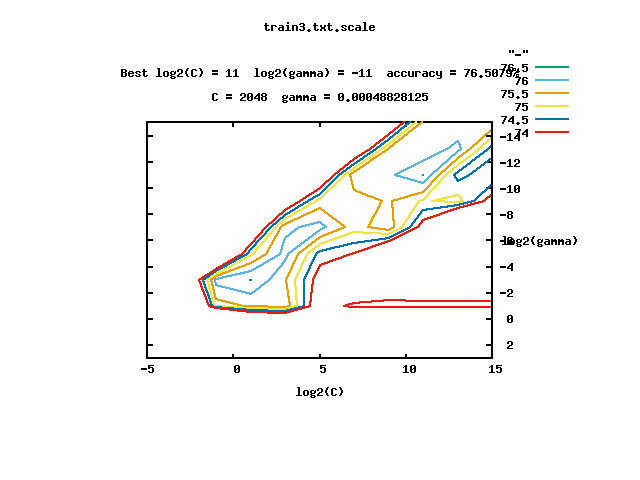 train3.txt.scale
"-"
Best log2(C) = 11 log2(gamma) = -11 accuracy = 76.5079%
76.5
76
C = 2048 gamma = 0.00048828125
75.5
75
74.5
74
-14
-12
-10
-8
-6
log2(gamma)
-4
-2
0
2
-5 0 5 10 15
log2(C)